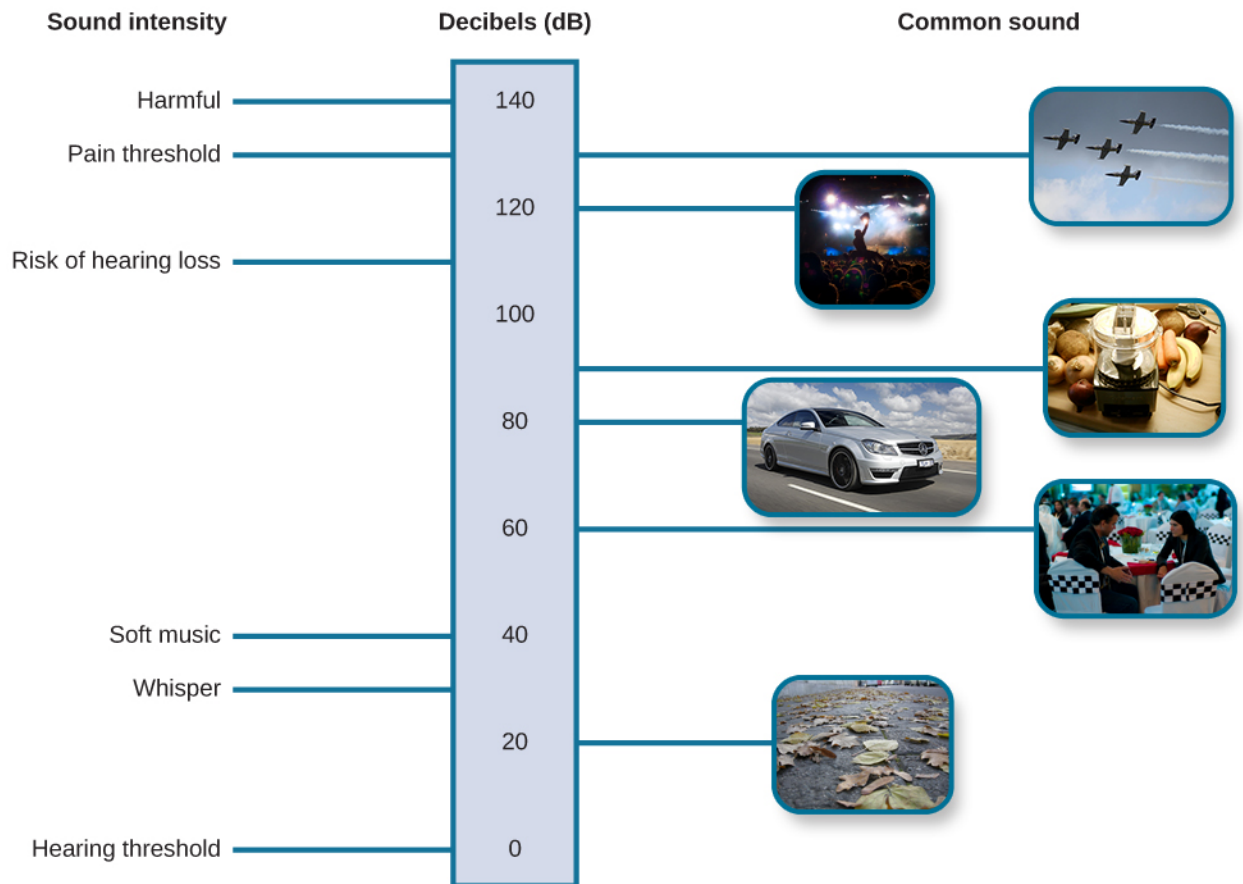 Sound intensity
Decibels (dB)
Common sound
Harmful
140
Pain threshold
120
Risk of hearing loss
100
80
60
Soft music
40
Whisper
20
Hearing threshold
0